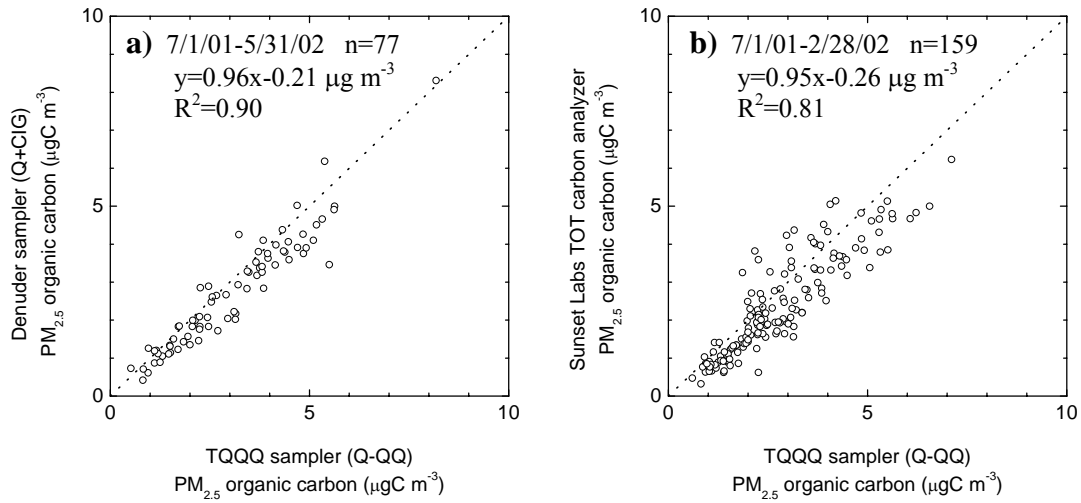 a) 7/1/01-5/31/02 n=77
y=0.96x-0.21 μg m⁻³
R²=0.90
10
5
0
0 5 10
Denuder sampler (Q+CIG)
PM₂.₅ organic carbon (μgC m⁻³)
TQQQ sampler (Q-QQ)
PM₂.₅ organic carbon (μgC m⁻³)
b) 7/1/01-2/28/02 n=159
y=0.95x-0.26 μg m⁻³
R²=0.81
10
5
0
0 5 10
Sunset Labs TOT carbon analyzer
PM₂.₅ organic carbon (μgC m⁻³)
TQQQ sampler (Q-QQ)
PM₂.₅ organic carbon (μgC m⁻³)